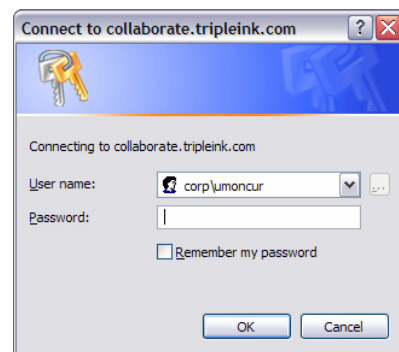 Connect to collaborate.tripleink.com
Connecting to collaborate.tripleink.com
User name: corp\umoncur
...
Password:
Remember my password
OK Cancel